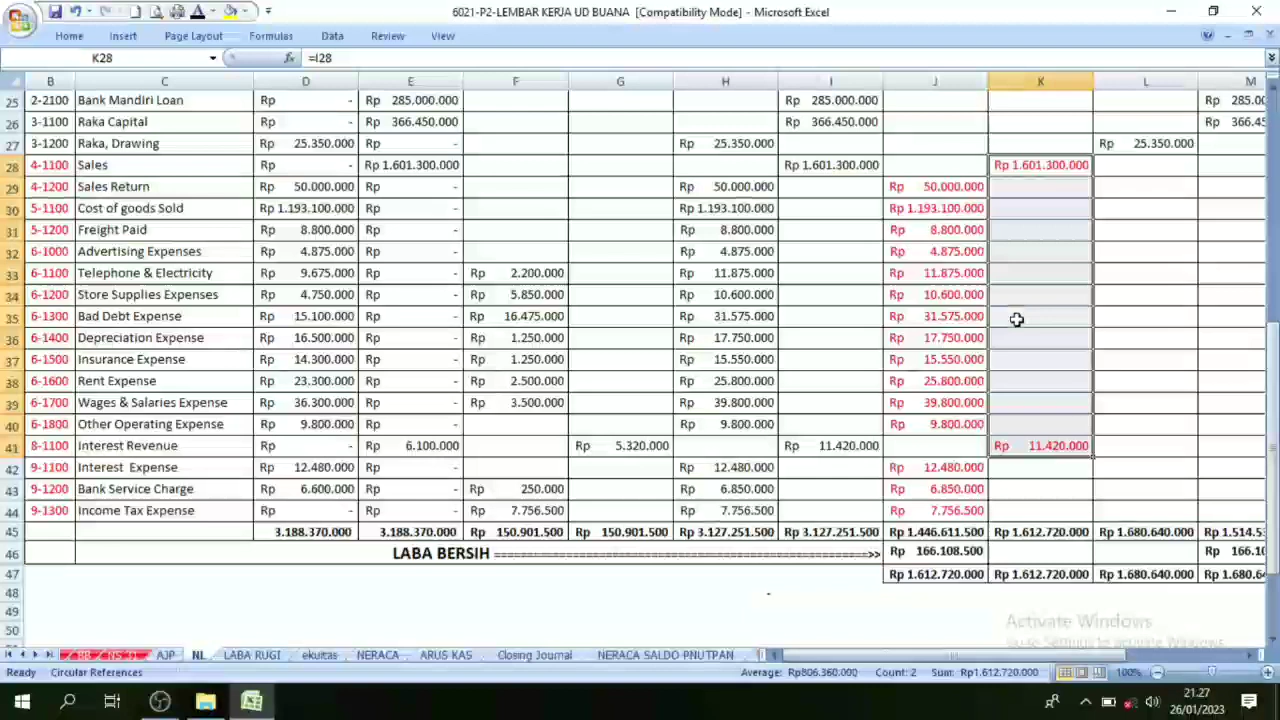 6021-P2-LEMBAR KERJA UD BUANA [Compatibility Mode] - Microsoft Excel
Home Insert Page Layout Formulas Data Review View
K28 fx =I28
B C D E F G H I J K L M
25 2-2100 Bank Mandiri Loan Rp - Rp 285.000.000 Rp 285.000.000 Rp 285.0
26 3-1100 Raka Capital Rp - Rp 366.450.000 Rp 366.450.000 Rp 366.4
27 3-1200 Raka, Drawing Rp 25.350.000 Rp - Rp 25.350.000 Rp 25.350.000
28 4-1100 Sales Rp - Rp 1.601.300.000 Rp 1.601.300.000 Rp 1.601.300.000
29 4-1200 Sales Return Rp 50.000.000 Rp - Rp 50.000.000 Rp 50.000.000
30 5-1100 Cost of goods Sold Rp 1.193.100.000 Rp - Rp 1.193.100.000 Rp 1.193.100.000
31 5-1200 Freight Paid Rp 8.800.000 Rp - Rp 8.800.000 Rp 8.800.000
32 6-1000 Advertising Expenses Rp 4.875.000 Rp - Rp 4.875.000 Rp 4.875.000
33 6-1100 Telephone & Electricity Rp 9.675.000 Rp - Rp 2.200.000 Rp 11.875.000 Rp 11.875.000
34 6-1200 Store Supplies Expenses Rp 4.750.000 Rp - Rp 5.850.000 Rp 10.600.000 Rp 10.600.000
35 6-1300 Bad Debt Expense Rp 15.100.000 Rp - Rp 16.475.000 Rp 31.575.000 Rp 31.575.000
36 6-1400 Depreciation Expense Rp 16.500.000 Rp - Rp 1.250.000 Rp 17.750.000 Rp 17.750.000
37 6-1500 Insurance Expense Rp 14.300.000 Rp - Rp 1.250.000 Rp 15.550.000 Rp 15.550.000
38 6-1600 Rent Expense Rp 23.300.000 Rp - Rp 2.500.000 Rp 25.800.000 Rp 25.800.000
39 6-1700 Wages & Salaries Expense Rp 36.300.000 Rp - Rp 3.500.000 Rp 39.800.000 Rp 39.800.000
40 6-1800 Other Operating Expense Rp 9.800.000 Rp - Rp 9.800.000 Rp 9.800.000
41 8-1100 Interest Revenue Rp - Rp 6.100.000 Rp 5.320.000 Rp 11.420.000 Rp 11.420.000
42 9-1100 Interest Expense Rp 12.480.000 Rp - Rp 12.480.000 Rp 12.480.000
43 9-1200 Bank Service Charge Rp 6.600.000 Rp - Rp 250.000 Rp 6.850.000 Rp 6.850.000
44 9-1300 Income Tax Expense Rp - Rp 7.756.500 Rp 7.756.500 Rp 7.756.500
45 3.188.370.000 3.188.370.000 Rp 150.901.500 Rp 150.901.500 Rp 3.127.251.500 Rp 3.127.251.500 Rp 1.446.611.500 Rp 1.612.720.000 Rp 1.680.640.000 Rp 1.514.5
46 LABA BERSIH ==================================================>> Rp 166.108.500 Rp 166.10
47 Rp 1.612.720.000 Rp 1.612.720.000 Rp 1.680.640.000 Rp 1.680.64
48 -
49
50
Activate Windows
BB NS 31 AJP NL LABA RUGI ekuitas NERACA ARUS KAS Closing Journal NERACA SALDO PNUTPAN
Ready Circular References Average: Rp806.360.000 Count: 2 Sum: Rp1.612.720.000 100%
21.27
26/01/2023